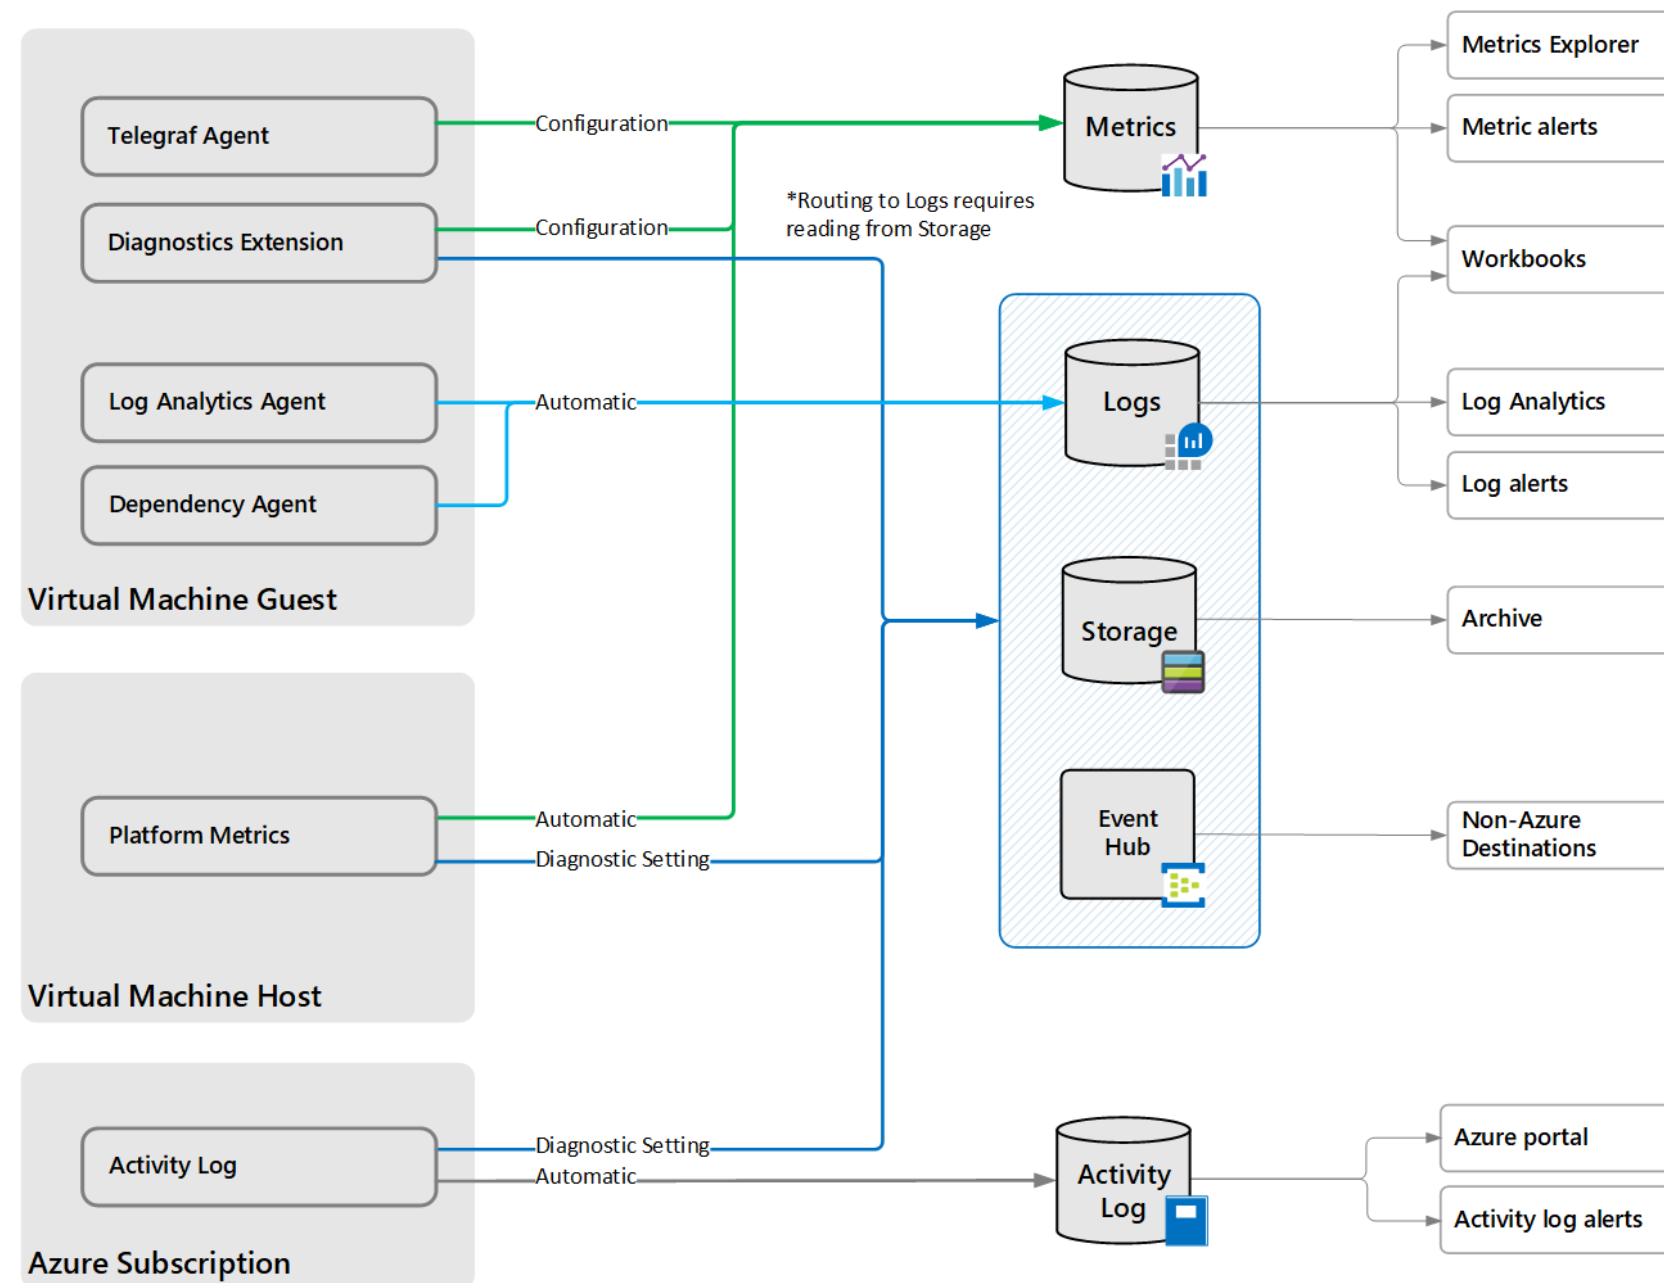 Telegraf Agent
Configuration
Metrics
Metrics Explorer
Metric alerts
Diagnostics Extension
Configuration
*Routing to Logs requires
reading from Storage
Workbooks
Log Analytics Agent
Automatic
Logs
Log Analytics
Log alerts
Dependency Agent
Virtual Machine Guest
Storage
Archive
Platform Metrics
Automatic
Diagnostic Setting
Event
Hub
Non-Azure
Destinations
Virtual Machine Host
Activity Log
Diagnostic Setting
Automatic
Activity
Log
Azure portal
Activity log alerts
Azure Subscription